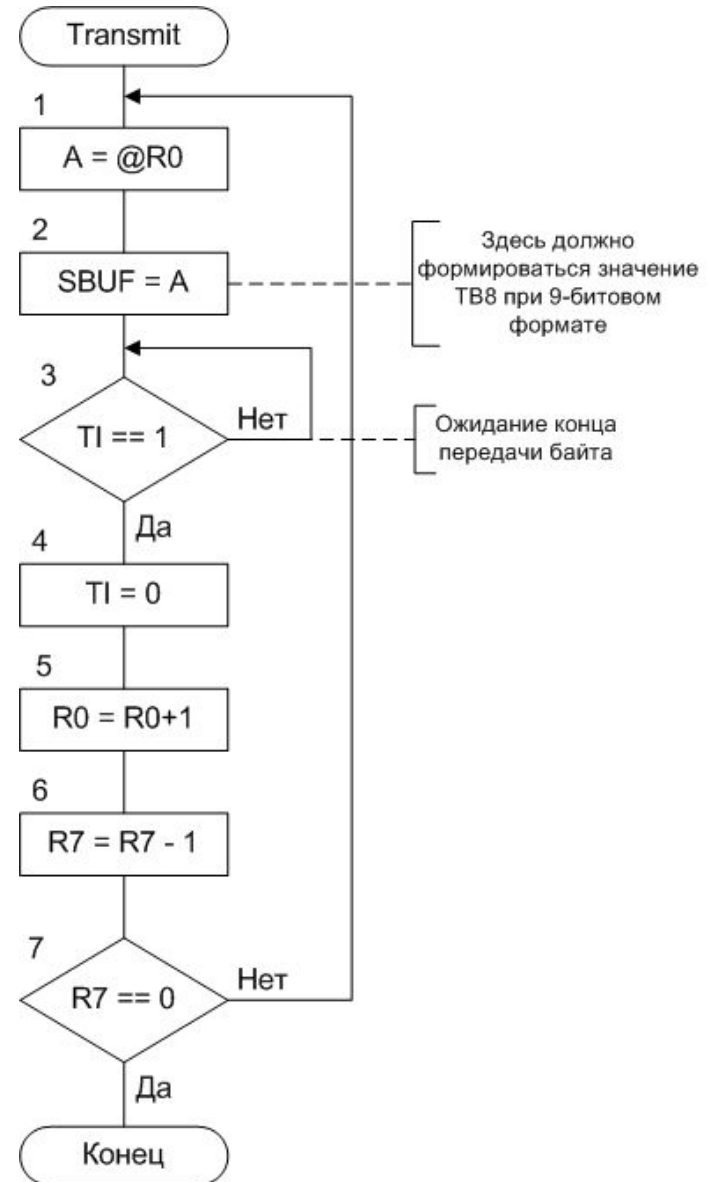 Transmit
1
A = @R0
2
SBUF = A
Здесь должно
формироваться значение
TB8 при 9-битовом
формате
3
TI == 1
Нет
Ожидание конца
передачи байта
Да
4
TI = 0
5
R0 = R0+1
6
R7 = R7 - 1
7
R7 == 0
Нет
Да
Конец